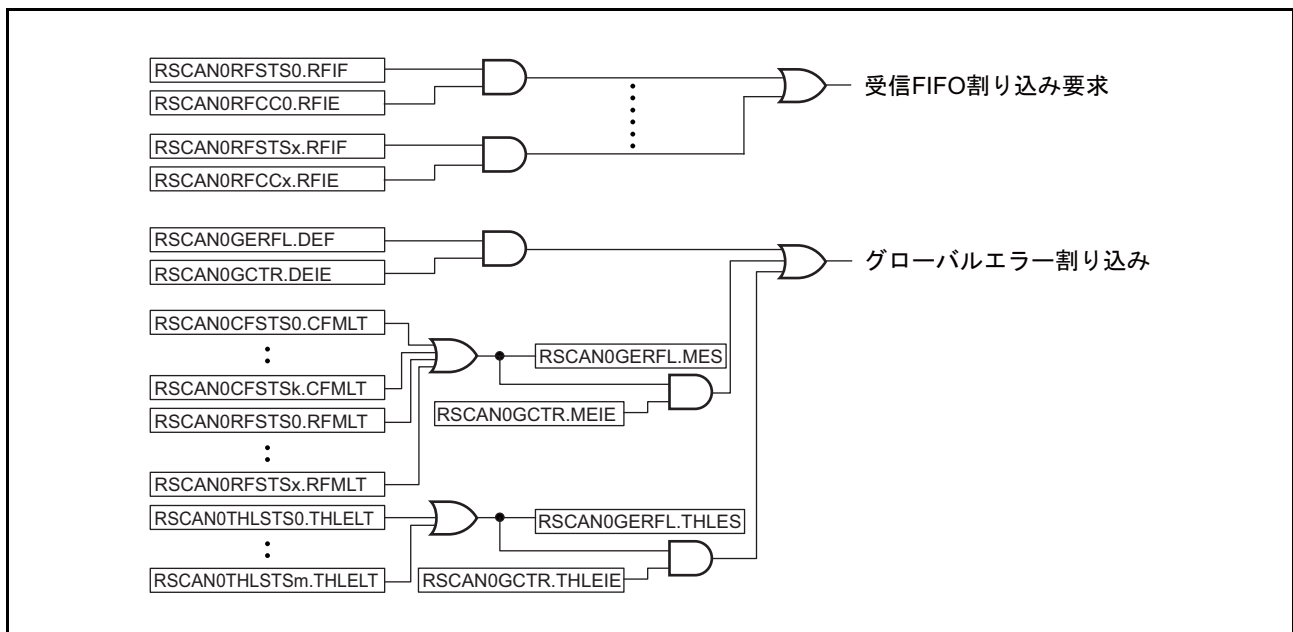 RSCAN0RFSTS0.RFIF
RSCAN0RFCC0.RFIE
受信FIFO割り込み要求
RSCAN0RFSTSx.RFIF
RSCAN0RFCCx.RFIE
RSCAN0GERFL.DEF
RSCAN0GCTR.DEIE
グローバルエラー割り込み
RSCAN0CFSTS0.CFMLT
RSCAN0GERFL.MES
RSCAN0CFSTSk.CFMLT
RSCAN0GCTR.MEIE
RSCAN0RFSTS0.RFMLT
RSCAN0RFSTSx.RFMLT
RSCAN0THLSTS0.THLELT
RSCAN0GERFL.THLES
RSCAN0THLSTSm.THLELT
RSCAN0GCTR.THLEIE